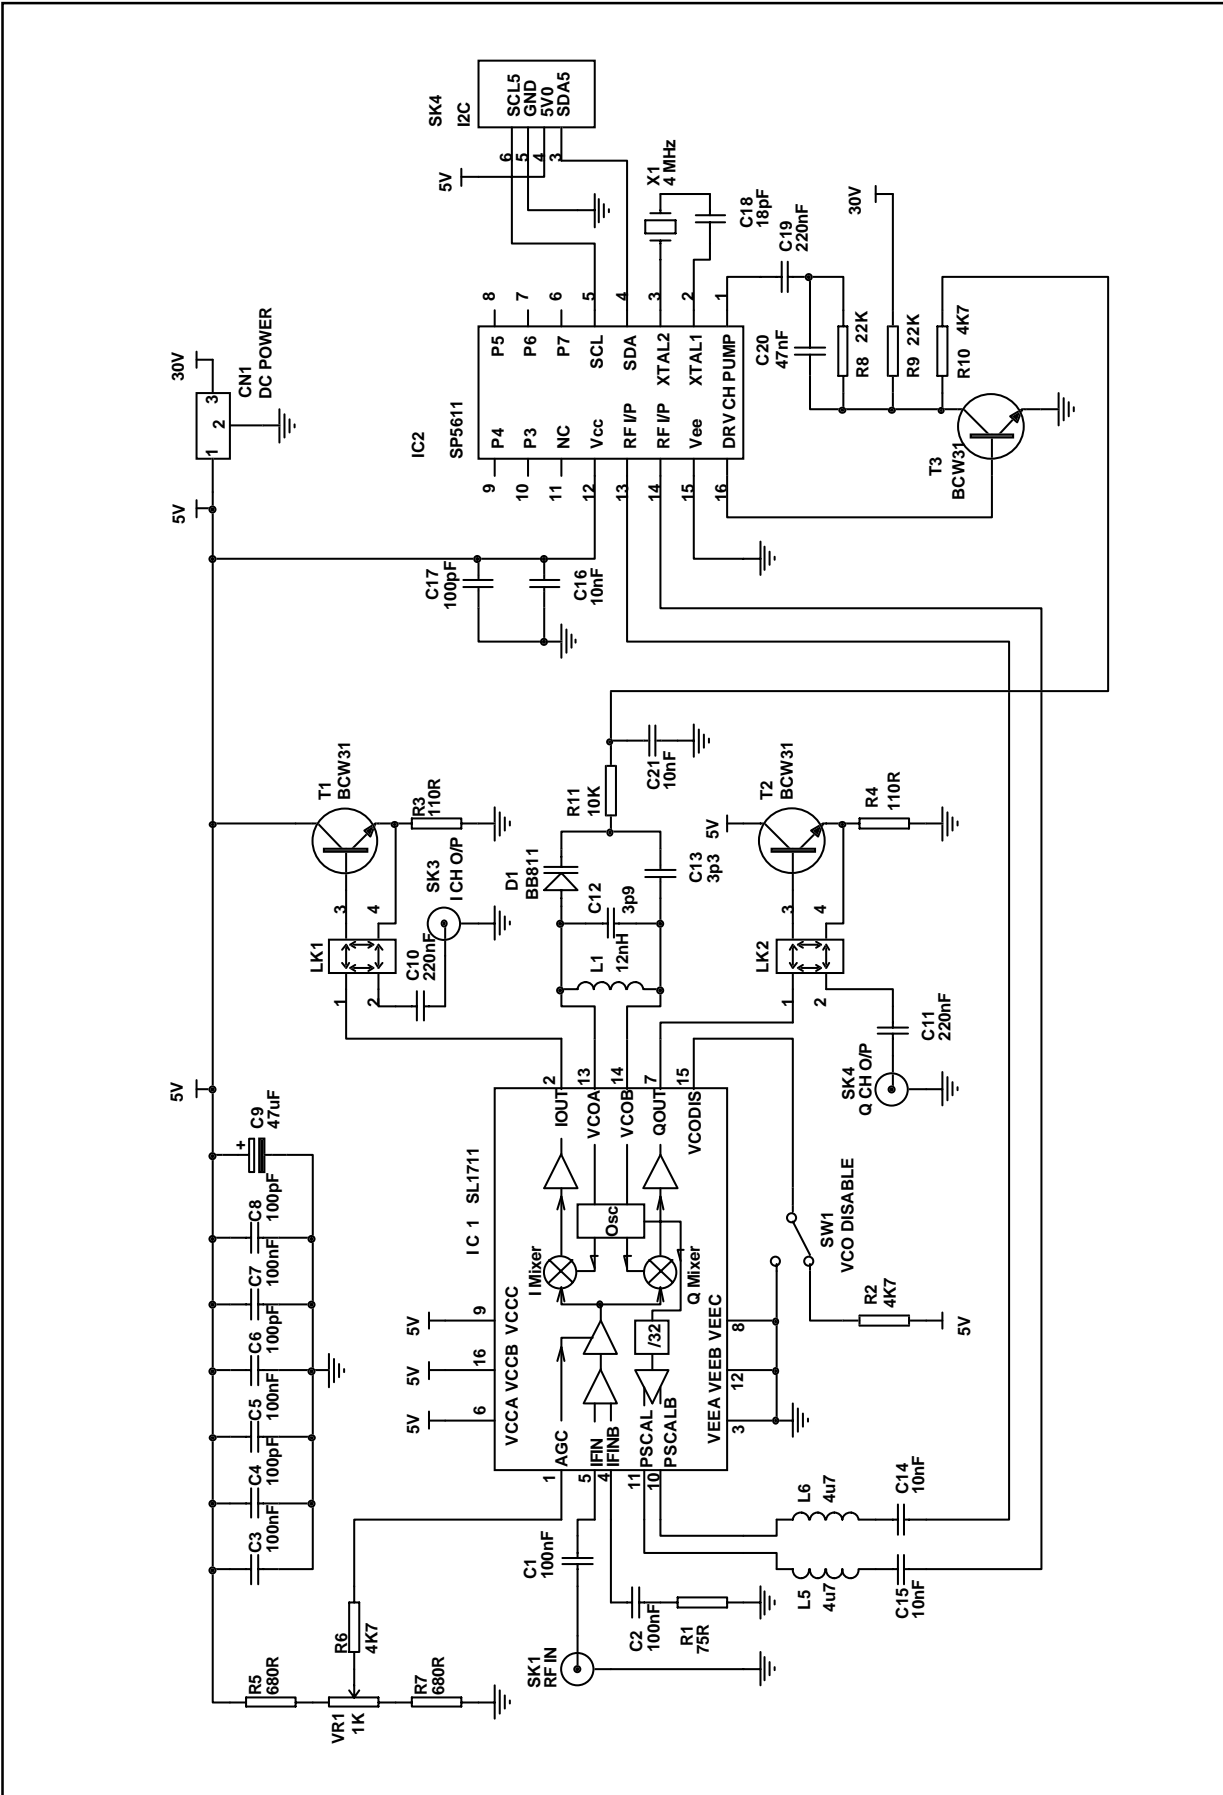 SK4
I2C
SCL5
GND
5V0
SDA5
6
5
4
3
5V
X1
4 MHz
C18
18pF
C19
220nF
30V
30V
CN1
DC POWER
1
2
3
5V
IC2
SP5611
P5
P6
P7
SCL
SDA
XTAL2
XTAL1
CH PUMP
8
7
6
5
4
3
2
1
P4
P3
NC
Vcc
RF I/P
RF I/P
Vee
DRV
9
10
11
12
13
14
15
16
C20
47nF
R8
22K
R9
22K
R10
4K7
T3
BCW31
C17
100pF
C16
10nF
T1
BCW31
R3
110R
SK3
I CH O/P
LK1
1
2
3
4
C10
220nF
D1
BB811
C12
3p9
L1
12nH
C13
3p3
R11
10K
C21
10nF
5V
T2
BCW31
R4
110R
LK2
1
2
3
4
C11
220nF
SK4
Q CH O/P
5V
C9
47uF
+
C8
100pF
C7
100nF
C6
100pF
C5
100nF
C4
100pF
C3
100nF
IC 1 SL1711
IOUT
VCOA
VCOB
QOUT
VCODIS
2
13
14
7
15
I Mixer
Osc
Q Mixer
/32
VCCA VCCB VCCC
6
16
9
5V
5V
5V
AGC
IFIN
IFINB
PSCAL
PSCALB
1
5
4
11
10
VEEA VEEB VEEC
3
12
8
SW1
VCO DISABLE
R2
4K7
5V
R5
680R
VR1
1K
R7
680R
R6
4K7
C1
100nF
SK1
RF IN
C2
100nF
R1
75R
L6
4u7
C14
10nF
L5
4u7
C15
10nF